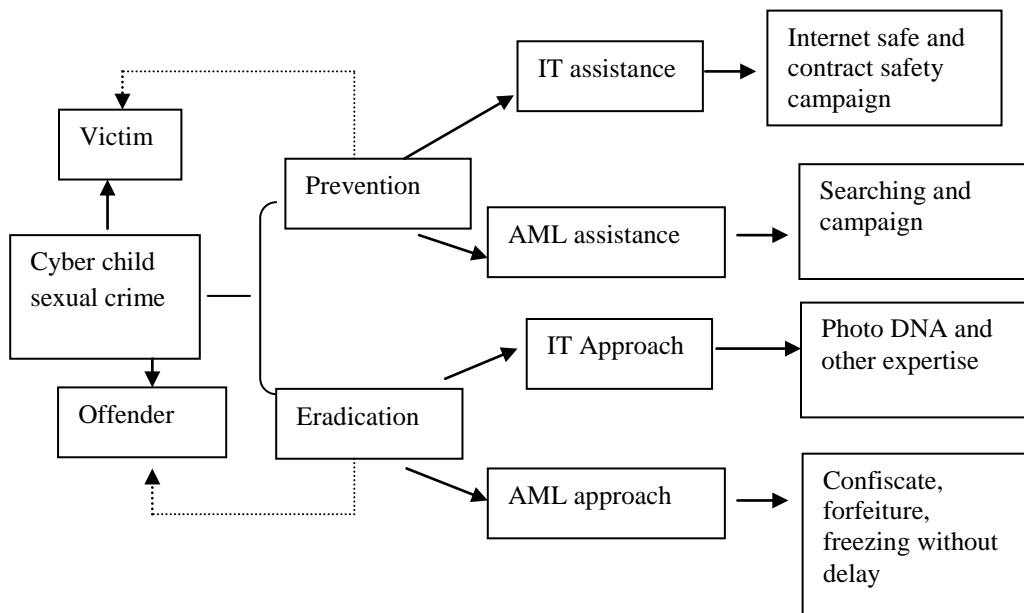 Internet safe and
contract safety
campaign
IT assistance
Victim
Prevention
Searching and
campaign
AML assistance
Cyber child
sexual crime
IT Approach
Photo DNA and
other expertise
Offender
Eradication
AML approach
Confiscate,
forfeiture,
freezing without
delay